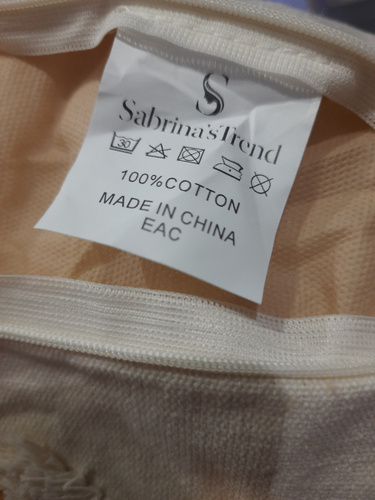 S
Sabrina'sTrend
30
100%COTTON
MADE IN CHINA
EAC